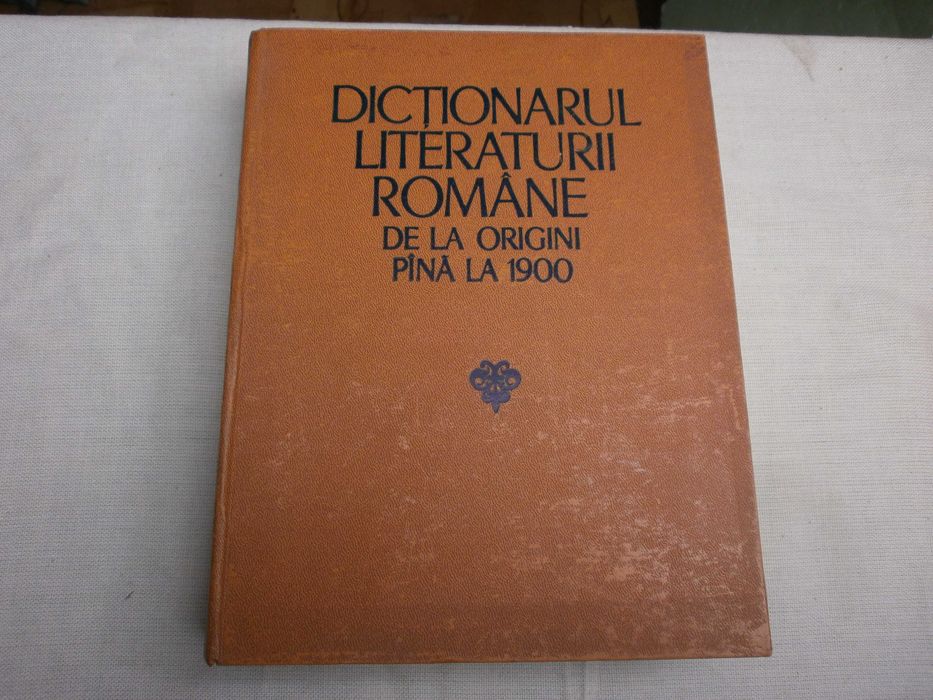 DICȚIONARUL
LITERATURII
ROMÂNE
DE LA ORIGINI
PÎNĂ LA 1900